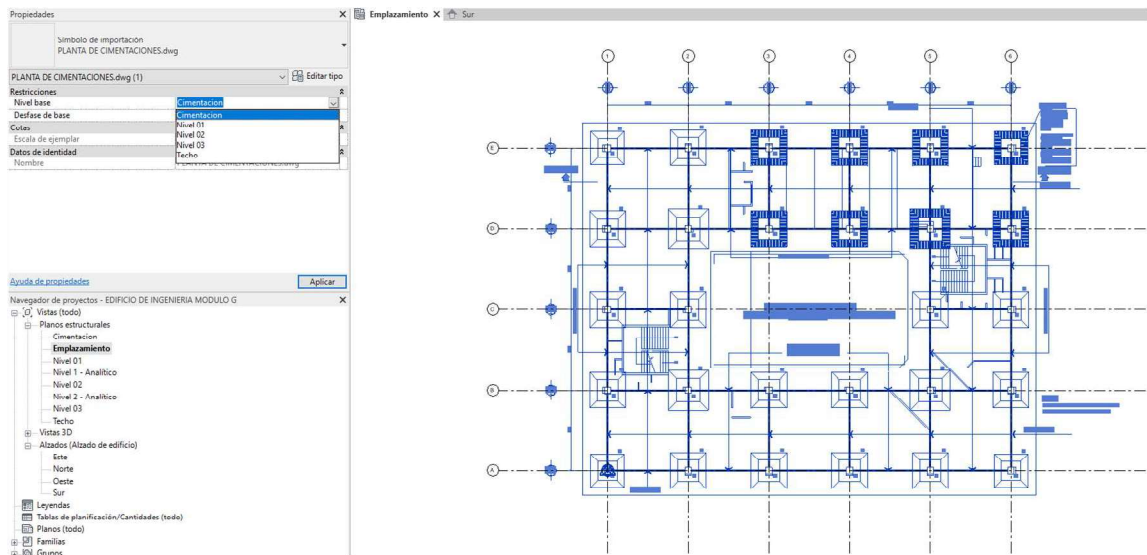 Propiedades
Símbolo de importación
PLANTA DE CIMENTACIONES.dwg
PLANTA DE CIMENTACIONES.dwg (1)
Editar tipo
Restricciones
Nivel base
Cimentacion
Desfase de base
Cimentacion
Nivel 01
Cotas
Nivel 02
Escala de ejemplar
Nivel 03
Datos de identidad
Techo
Nombre
PLANTA DE CIMENTACIONES.dwg
Ayuda de propiedades
Aplicar
Navegador de proyectos - EDIFICIO DE INGENIERIA MODULO G
Vistas (todo)
Planos estructurales
Cimentacion
Emplazamiento
Nivel 01
Nivel 1 - Analítico
Nivel 02
Nivel 2 - Analítico
Nivel 03
Techo
Vistas 3D
Alzados (Alzado de edificio)
Este
Norte
Oeste
Sur
Leyendas
Tablas de planificación/Cantidades (todo)
Planos (todo)
Familias
Grupos
Emplazamiento
Sur
1 2 3 4 5 6
E
D
C
B
A